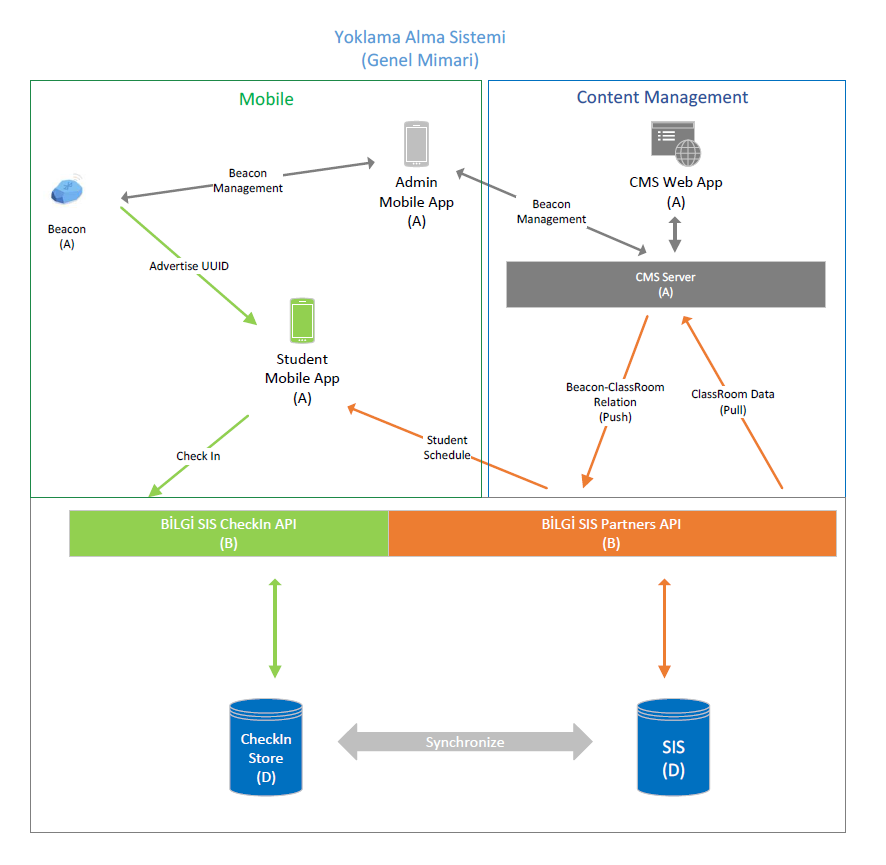 Yoklama Alma Sistemi
(Genel Mimari)
Mobile
Content Management
Beacon
Management
Admin
Mobile App
(A)
CMS Web App
(A)
Beacon
(A)
Beacon
Management
Advertise UUID
CMS Server
(A)
Student
Mobile App
(A)
Beacon-ClassRoom
Relation
(Push)
ClassRoom Data
(Pull)
Check In
Student
Schedule
BİLGİ SIS CheckIn API
(B)
BİLGİ SIS Partners API
(B)
CheckIn
Store
(D)
Synchronize
SIS
(D)